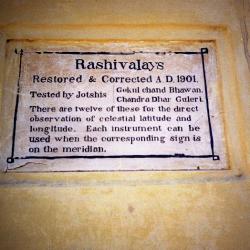 Rashivalays
Restored & Corrected A.D. 1901.
Tested by Jotshis Gokul chand Bhawan.
Chandra Dhar Guleri.
There are twelve of these for the direct
observation of celestial latitude and
longitude. Each instrument can be
used when the corresponding sign is
on the meridian.